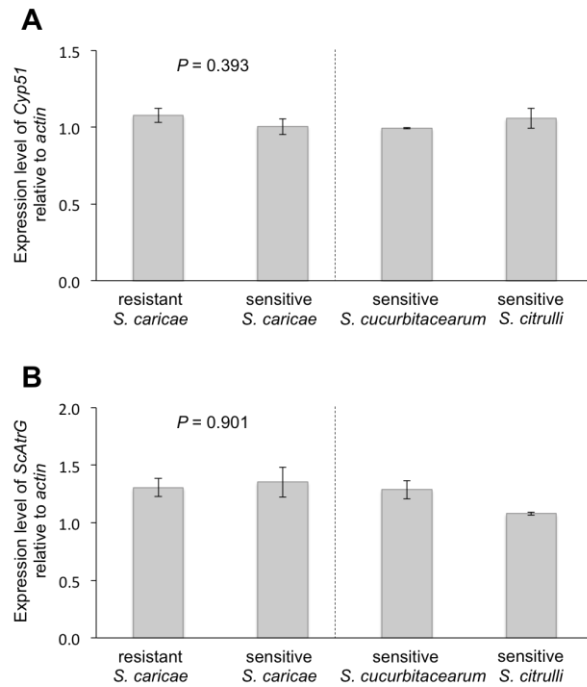 A
Expression level of Cyp51
relative to actin
1.5
1.0
0.5
0.0
P = 0.393
resistant
S. caricae
sensitive
S. caricae
sensitive
S. cucurbitacearum
sensitive
S. citrulli
B
Expression level of ScAtrG
relative to actin
2.0
1.5
1.0
0.5
0.0
P = 0.901
resistant
S. caricae
sensitive
S. caricae
sensitive
S. cucurbitacearum
sensitive
S. citrulli